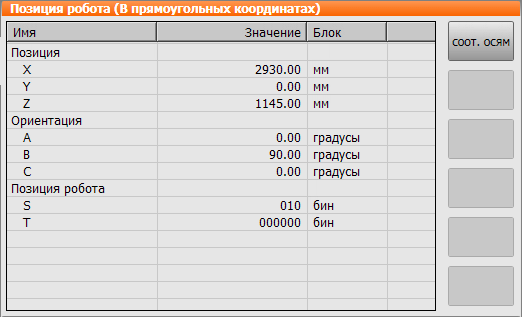 Позиция робота (В прямоугольных координатах)
Имя Значение Блок
Позиция
X 2930.00 мм
Y 0.00 мм
Z 1145.00 мм
Ориентация
A 0.00 градусы
B 90.00 градусы
C 0.00 градусы
Позиция робота
S 010 бин
T 000000 бин
СООТ. ОСЯМ